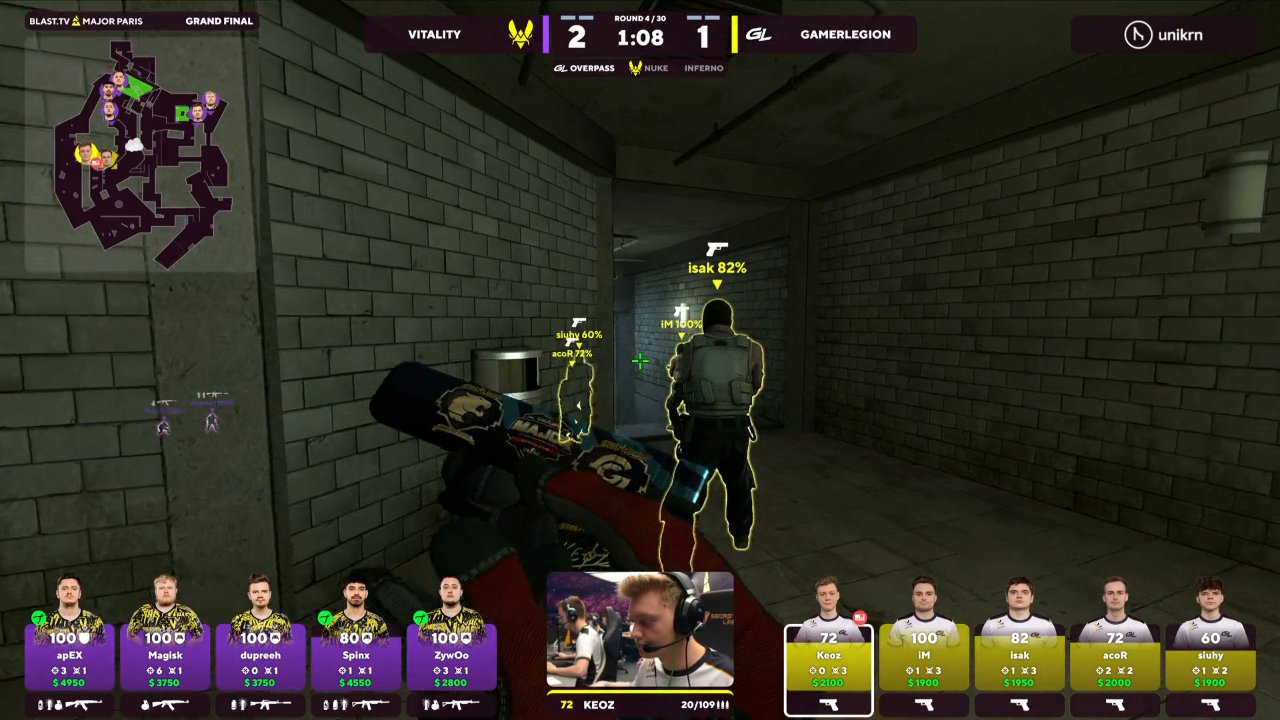 BLAST.TV MAJOR PARIS
GRAND FINAL
VITALITY
2
ROUND 4 / 30
1:08
1
GL
GAMERLEGION
unikrn
GL OVERPASS
NUKE
INFERNO
isak 82%
iM 100%
siuhy 60%
acoR 72%
MAJOR
100
apEX
3 1
$ 4950
100
Magisk
4 1
$ 3750
100
dupreeh
0 1
$ 3750
80
Spinx
1 1
$ 4550
100
ZywOo
3 1
$ 2800
72 KEOZ
20/109
72
Keoz
0 3
$ 2100
100
iM
1 3
$ 1900
82
isak
1 3
$ 1950
72
acoR
2 2
$ 2000
60
siuhy
1 2
$ 1900